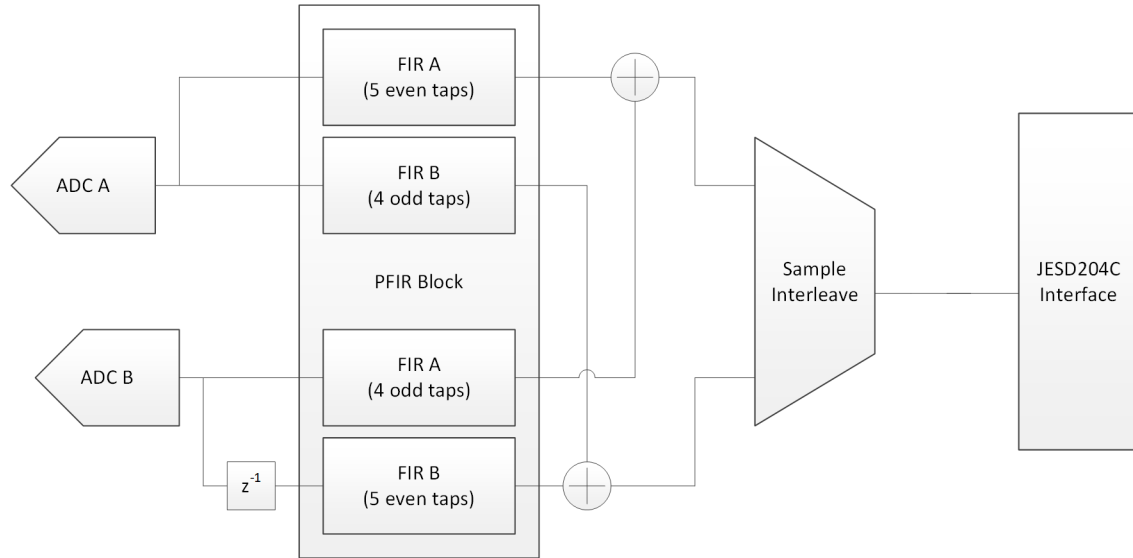 FIR A
(5 even taps)
ADC A
FIR B
(4 odd taps)
PFIR Block
Sample
Interleave
JESD204C
Interface
ADC B
FIR A
(4 odd taps)
z⁻¹
FIR B
(5 even taps)